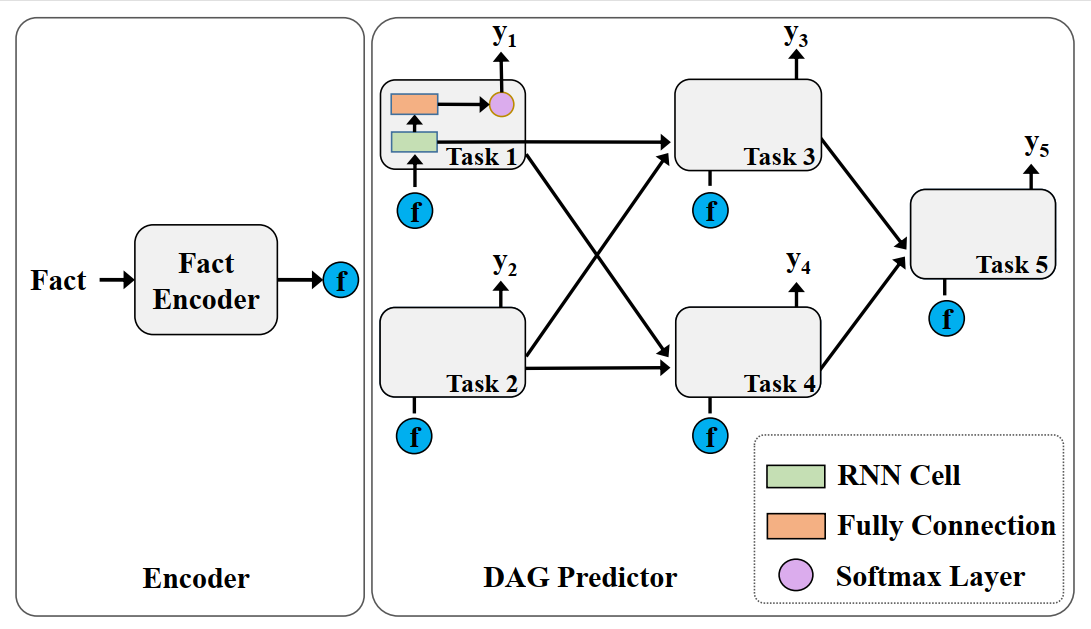 Fact
Fact
Encoder
f
Encoder
y1
Task 1
f
y2
Task 2
f
y3
Task 3
f
y4
Task 4
f
y5
Task 5
f
RNN Cell
Fully Connection
Softmax Layer
DAG Predictor